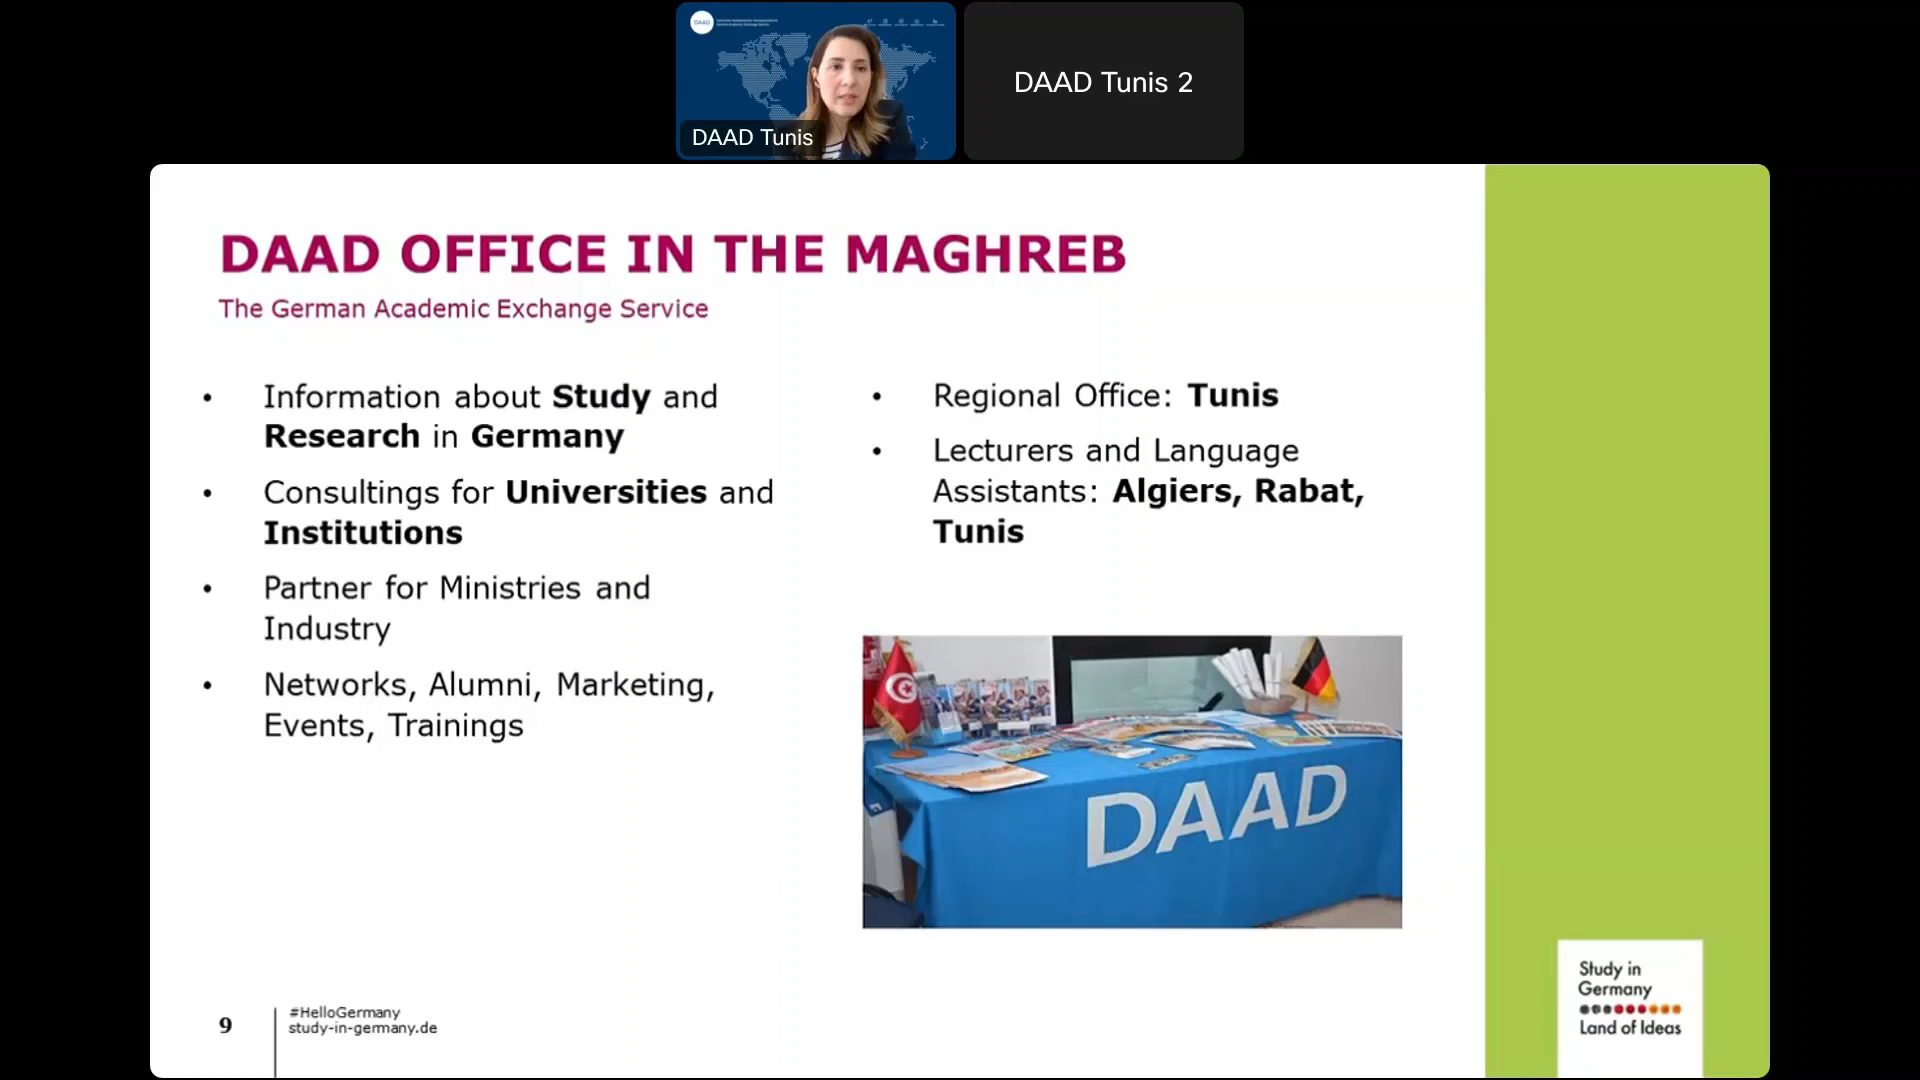 DAAD
DAAD Tunis
DAAD Tunis 2
DAAD OFFICE IN THE MAGHREB
The German Academic Exchange Service
• Information about Study and
Research in Germany
• Consultings for Universities and
Institutions
• Partner for Ministries and
Industry
• Networks, Alumni, Marketing,
Events, Trainings
• Regional Office: Tunis
• Lecturers and Language
Assistants: Algiers, Rabat,
Tunis
DAAD
9
#HelloGermany
study-in-germany.de
Study in
Germany
Land of Ideas